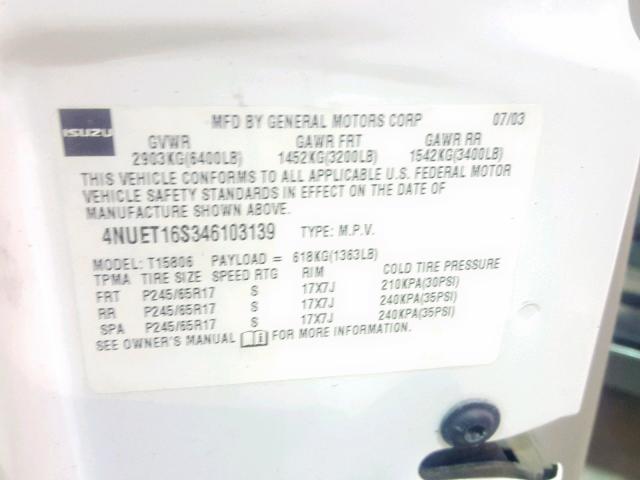 ISUZU MFD BY GENERAL MOTORS CORP 07/03
GVWR GAWR FRT GAWR RR
2903KG(6400LB) 1452KG(3200LB) 1542KG(3400LB)
THIS VEHICLE CONFORMS TO ALL APPLICABLE U.S. FEDERAL MOTOR
VEHICLE SAFETY STANDARDS IN EFFECT ON THE DATE OF
MANUFACTURE SHOWN ABOVE.
4NUET16S346103139 TYPE: M.P.V.
MODEL: T15806 PAYLOAD = 618KG(1363LB)
TPMA TIRE SIZE SPEED RTG RIM COLD TIRE PRESSURE
FRT P245/65R17 S 17X7J 210KPA(30PSI)
RR P245/65R17 S 17X7J 240KPA(35PSI)
SPA P245/65R17 S 17X7J 240KPA(35PSI)
SEE OWNER'S MANUAL FOR MORE INFORMATION.